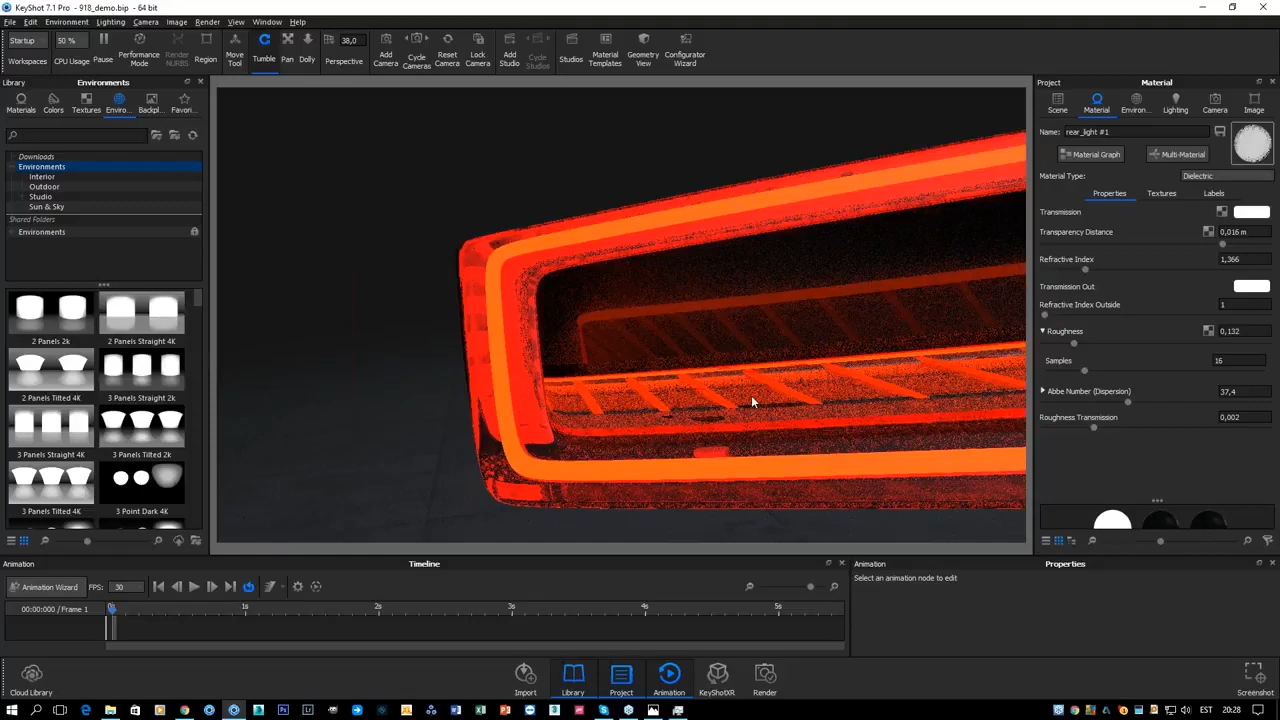 KeyShot 7.1 Pro - 918_demo.bip - 64 bit
File Edit Environment Lighting Camera Image Render View Window Help
Startup 50 % 38,0
Workspaces CPU Usage Pause Performance Mode Render NURBS Region Move Tool Tumble Pan Dolly Perspective Add Camera Cycle Cameras Reset Camera Lock Camera Add Studio Cycle Studios Studios Material Templates Geometry View Configurator Wizard
Library Environments
Materials Colors Textures Enviro... Backpl... Favori...
Downloads
Environments
Interior
Outdoor
Studio
Sun & Sky
Shared Folders
Environments
2 Panels 2k 2 Panels Straight 4K
2 Panels Tilted 4K 3 Panels Straight 2k
3 Panels Straight 4K 3 Panels Tilted 2k
3 Panels Tilted 4K 3 Point Dark 4K
Project Material
Scene Material Environ... Lighting Camera Image
Name: rear_light #1
Material Graph Multi-Material
Material Type: Dielectric
Properties Textures Labels
Transmission
Transparency Distance 0,016 m
Refractive Index 1,366
Transmission Out
Refractive Index Outside 1
Roughness 0,132
Samples 16
Abbe Number (Dispersion) 37,4
Roughness Transmission 0,002
Animation Timeline
Animation Wizard FPS: 30
00:00:000 / Frame 1 0s 1s 2s 3s 4s 5s
Animation Properties
Select an animation node to edit
Cloud Library Import Library Project Animation KeyShotXR Render Screenshot
EST 20:28